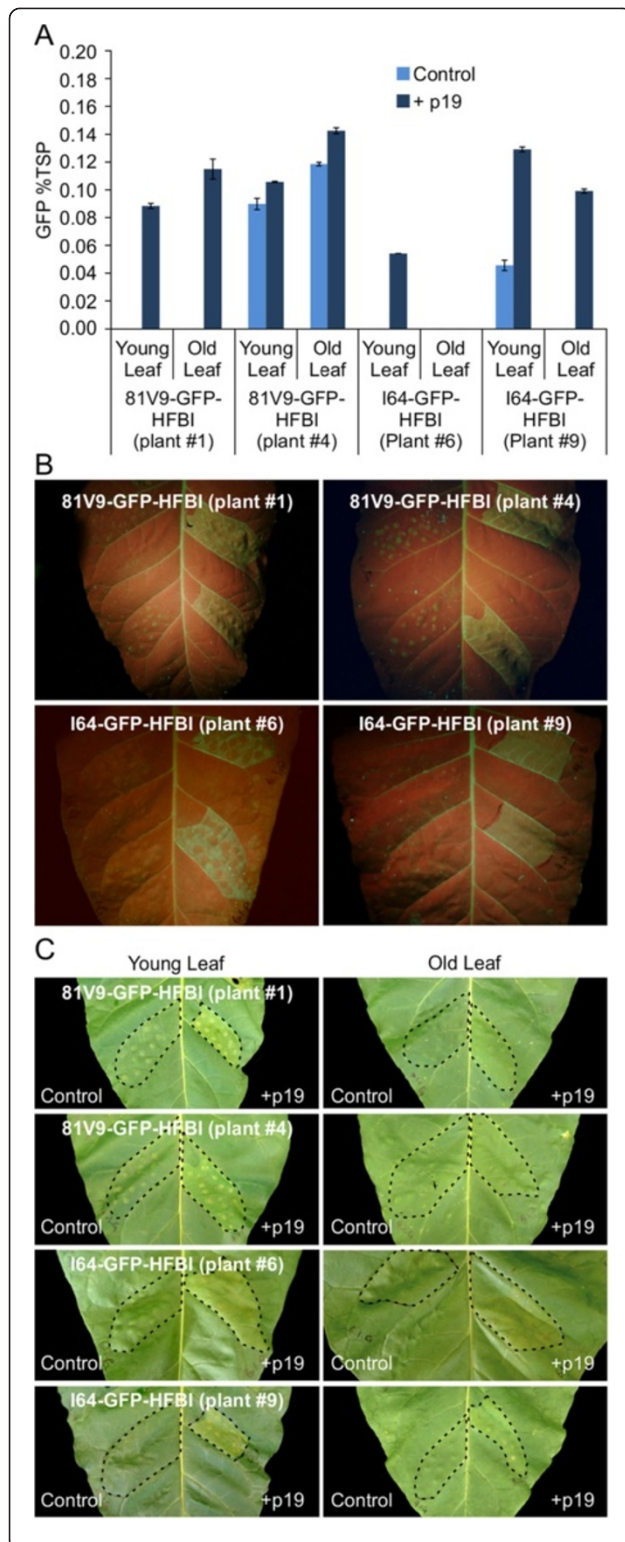 A
0.20
0.18
0.16
0.14
0.12
0.10
0.08
0.06
0.04
0.02
0.00
GFP %TSP
Control
+ p19
Young Leaf
Old Leaf
Young Leaf
Old Leaf
Young Leaf
Old Leaf
Young Leaf
Old Leaf
81V9-GFP-HFBI (plant #1)
81V9-GFP-HFBI (plant #4)
I64-GFP-HFBI (Plant #6)
I64-GFP-HFBI (Plant #9)
B
81V9-GFP-HFBI (plant #1)
81V9-GFP-HFBI (plant #4)
I64-GFP-HFBI (plant #6)
I64-GFP-HFBI (plant #9)
C
Young Leaf
Old Leaf
81V9-GFP-HFBI (plant #1)
Control
+p19
Control
+p19
81V9-GFP-HFBI (plant #4)
Control
+p19
Control
+p19
I64-GFP-HFBI (plant #6)
Control
+p19
Control
+p19
I64-GFP-HFBI (plant #9)
Control
+p19
Control
+p19